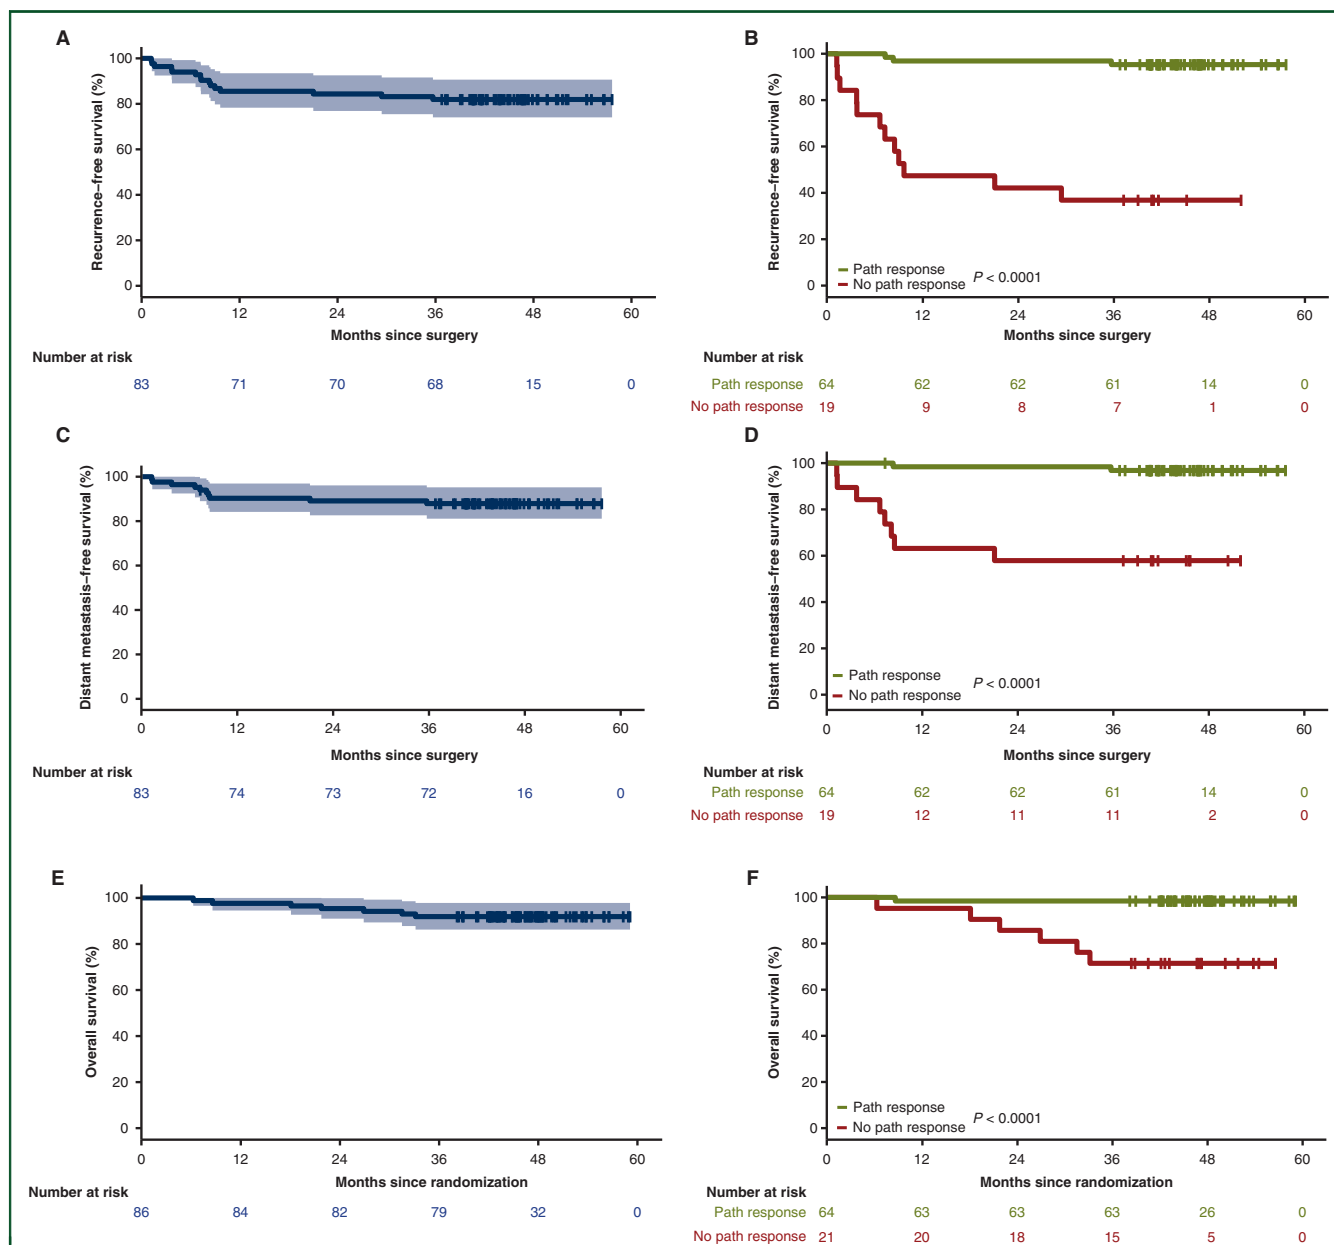 A
Recurrence–free survival (%)
100
80
60
40
20
0
0 12 24 36 48 60
Months since surgery
Number at risk
83 71 70 68 15 0
B
Recurrence–free survival (%)
100
80
60
40
20
0
Path response
No path response
P < 0.0001
0 12 24 36 48 60
Months since surgery
Number at risk
Path response 64 62 62 61 14 0
No path response 19 9 8 7 1 0
C
Distant metastasis–free survival (%)
100
80
60
40
20
0
0 12 24 36 48 60
Months since surgery
Number at risk
83 74 73 72 16 0
D
Distant metastasis–free survival (%)
100
80
60
40
20
0
Path response
No path response
P < 0.0001
0 12 24 36 48 60
Months since surgery
Number at risk
Path response 64 62 62 61 14 0
No path response 19 12 11 11 2 0
E
Overall survival (%)
100
80
60
40
20
0
0 12 24 36 48 60
Months since randomization
Number at risk
86 84 82 79 32 0
F
Overall survival (%)
100
80
60
40
20
0
Path response
No path response
P < 0.0001
0 12 24 36 48 60
Months since randomization
Number at risk
Path response 64 63 63 63 26 0
No path response 21 20 18 15 5 0